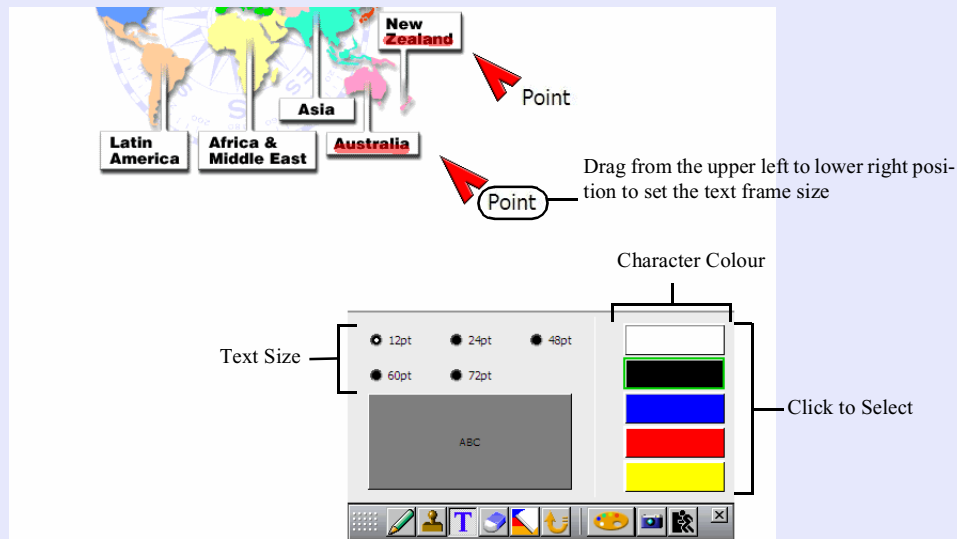 New
Zealand
Point
Asia
Latin
America
Africa &
Middle East
Australia
Drag from the upper left to lower right posi-
tion to set the text frame size
Point
Character Colour
Text Size
12pt
24pt
48pt
60pt
72pt
Click to Select
ABC
T